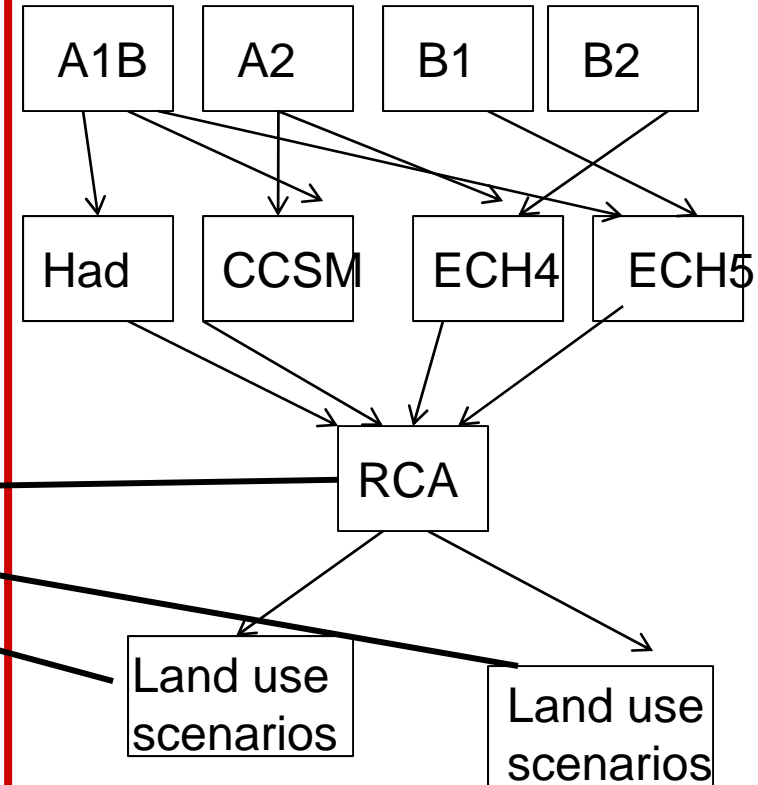 A1B
A2
B1
B2
Had
CCSM
ECH4
ECH5
RCA
Land use
scenarios
Land use
scenarios